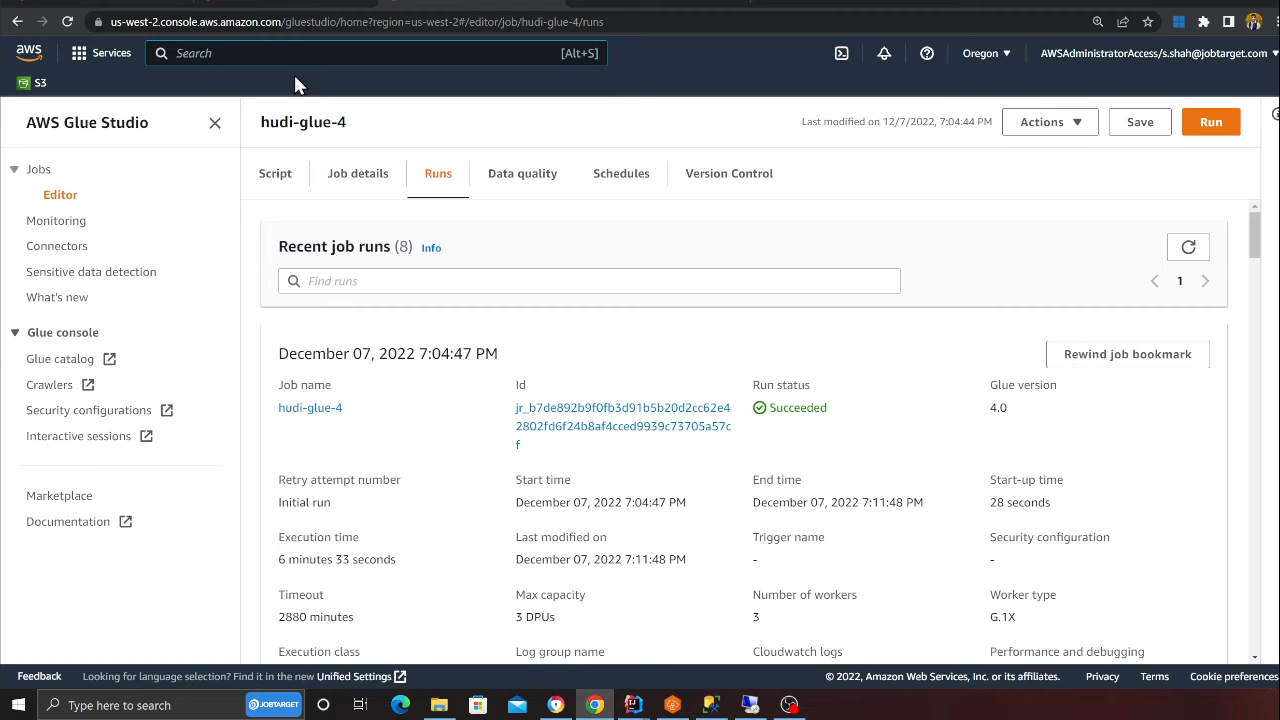 us-west-2.console.aws.amazon.com/gluestudio/home?region=us-west-2#/editor/job/hudi-glue-4/runs
aws
Services
Search
[Alt+S]
Oregon
AWSAdministratorAccess/s.shah@jobtarget.com
S3
AWS Glue Studio
Jobs
Editor
Monitoring
Connectors
Sensitive data detection
What's new
Glue console
Glue catalog
Crawlers
Security configurations
Interactive sessions
Marketplace
Documentation
hudi-glue-4
Last modified on 12/7/2022, 7:04:44 PM
Actions
Save
Run
Script
Job details
Runs
Data quality
Schedules
Version Control
Recent job runs (8) Info
Find runs
1
December 07, 2022 7:04:47 PM
Rewind job bookmark
Job name
hudi-glue-4
Id
jr_b7de892b9f0fb3d91b5b20d2cc62e4
2802fd6f24b8af4cced9939c73705a57c
f
Run status
Succeeded
Glue version
4.0
Retry attempt number
Initial run
Start time
December 07, 2022 7:04:47 PM
End time
December 07, 2022 7:11:48 PM
Start-up time
28 seconds
Execution time
6 minutes 33 seconds
Last modified on
December 07, 2022 7:11:48 PM
Trigger name
-
Security configuration
-
Timeout
2880 minutes
Max capacity
3 DPUs
Number of workers
3
Worker type
G.1X
Execution class
Log group name
Cloudwatch logs
Performance and debugging
Feedback
Looking for language selection? Find it in the new Unified Settings
© 2022, Amazon Web Services, Inc. or its affiliates.
Privacy
Terms
Cookie preferences
Type here to search
JOBTARGET